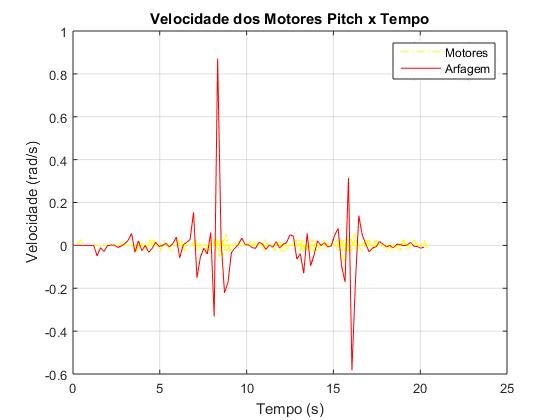 Velocidade dos Motores Pitch x Tempo
Motores
Arfagem
Velocidade (rad/s)
1
0.8
0.6
0.4
0.2
0
-0.2
-0.4
-0.6
0 5 10 15 20 25
Tempo (s)